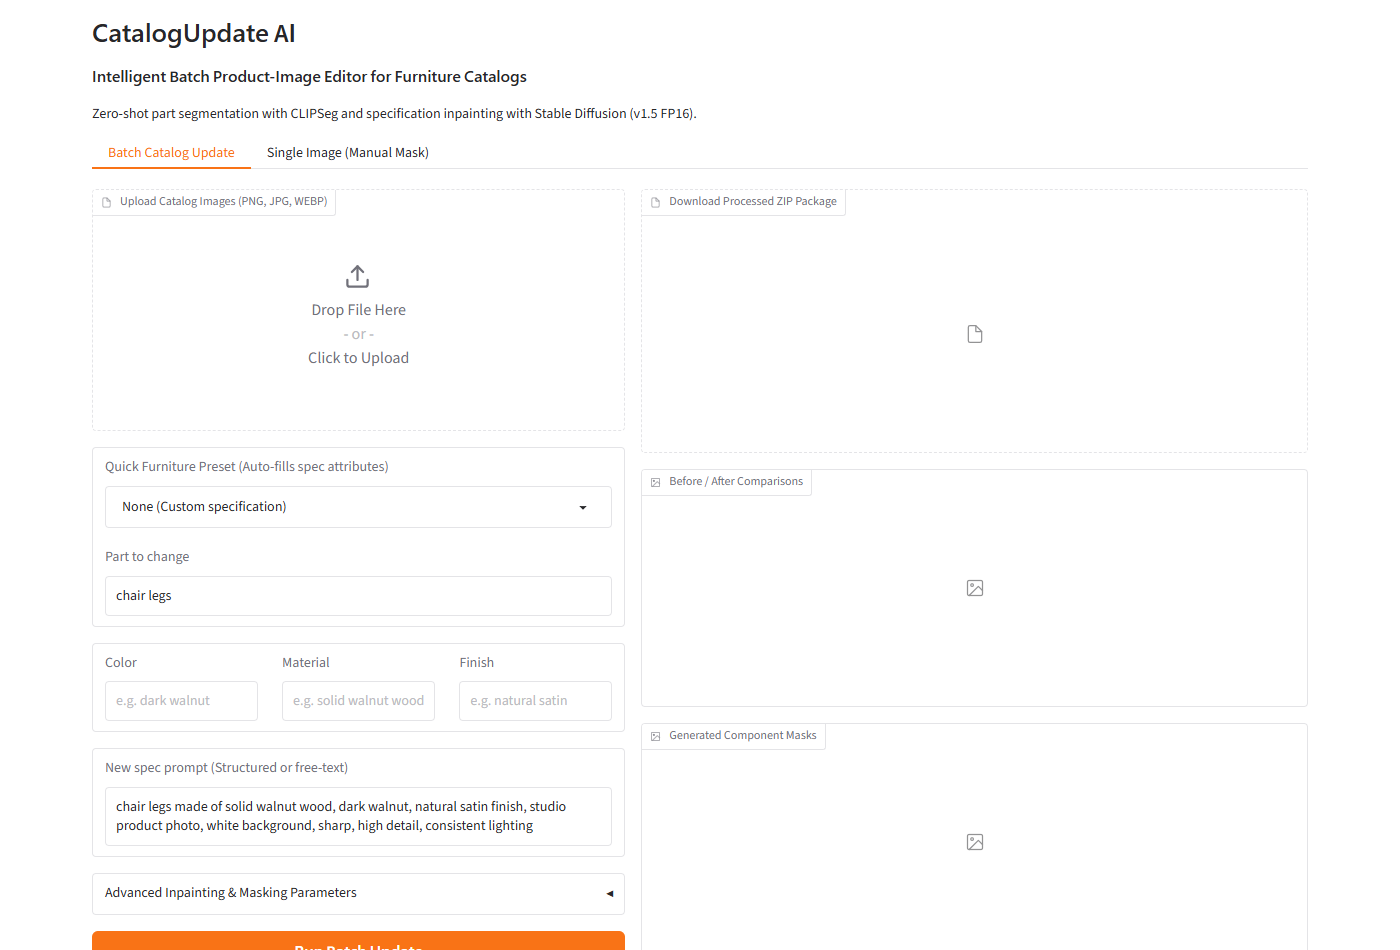 CatalogUpdate AI
Intelligent Batch Product-Image Editor for Furniture Catalogs
Zero-shot part segmentation with CLIPSeg and specification inpainting with Stable Diffusion (v1.5 FP16).
Batch Catalog Update
Single Image (Manual Mask)
Upload Catalog Images (PNG, JPG, WEBP)
Drop File Here
- or -
Click to Upload
Quick Furniture Preset (Auto-fills spec attributes)
None (Custom specification)
Part to change
chair legs
Color
Material
Finish
e.g. dark walnut
e.g. solid walnut wood
e.g. natural satin
New spec prompt (Structured or free-text)
chair legs made of solid walnut wood, dark walnut, natural satin finish, studio
product photo, white background, sharp, high detail, consistent lighting
Advanced Inpainting & Masking Parameters
Run Batch Update
Download Processed ZIP Package
Before / After Comparisons
Generated Component Masks